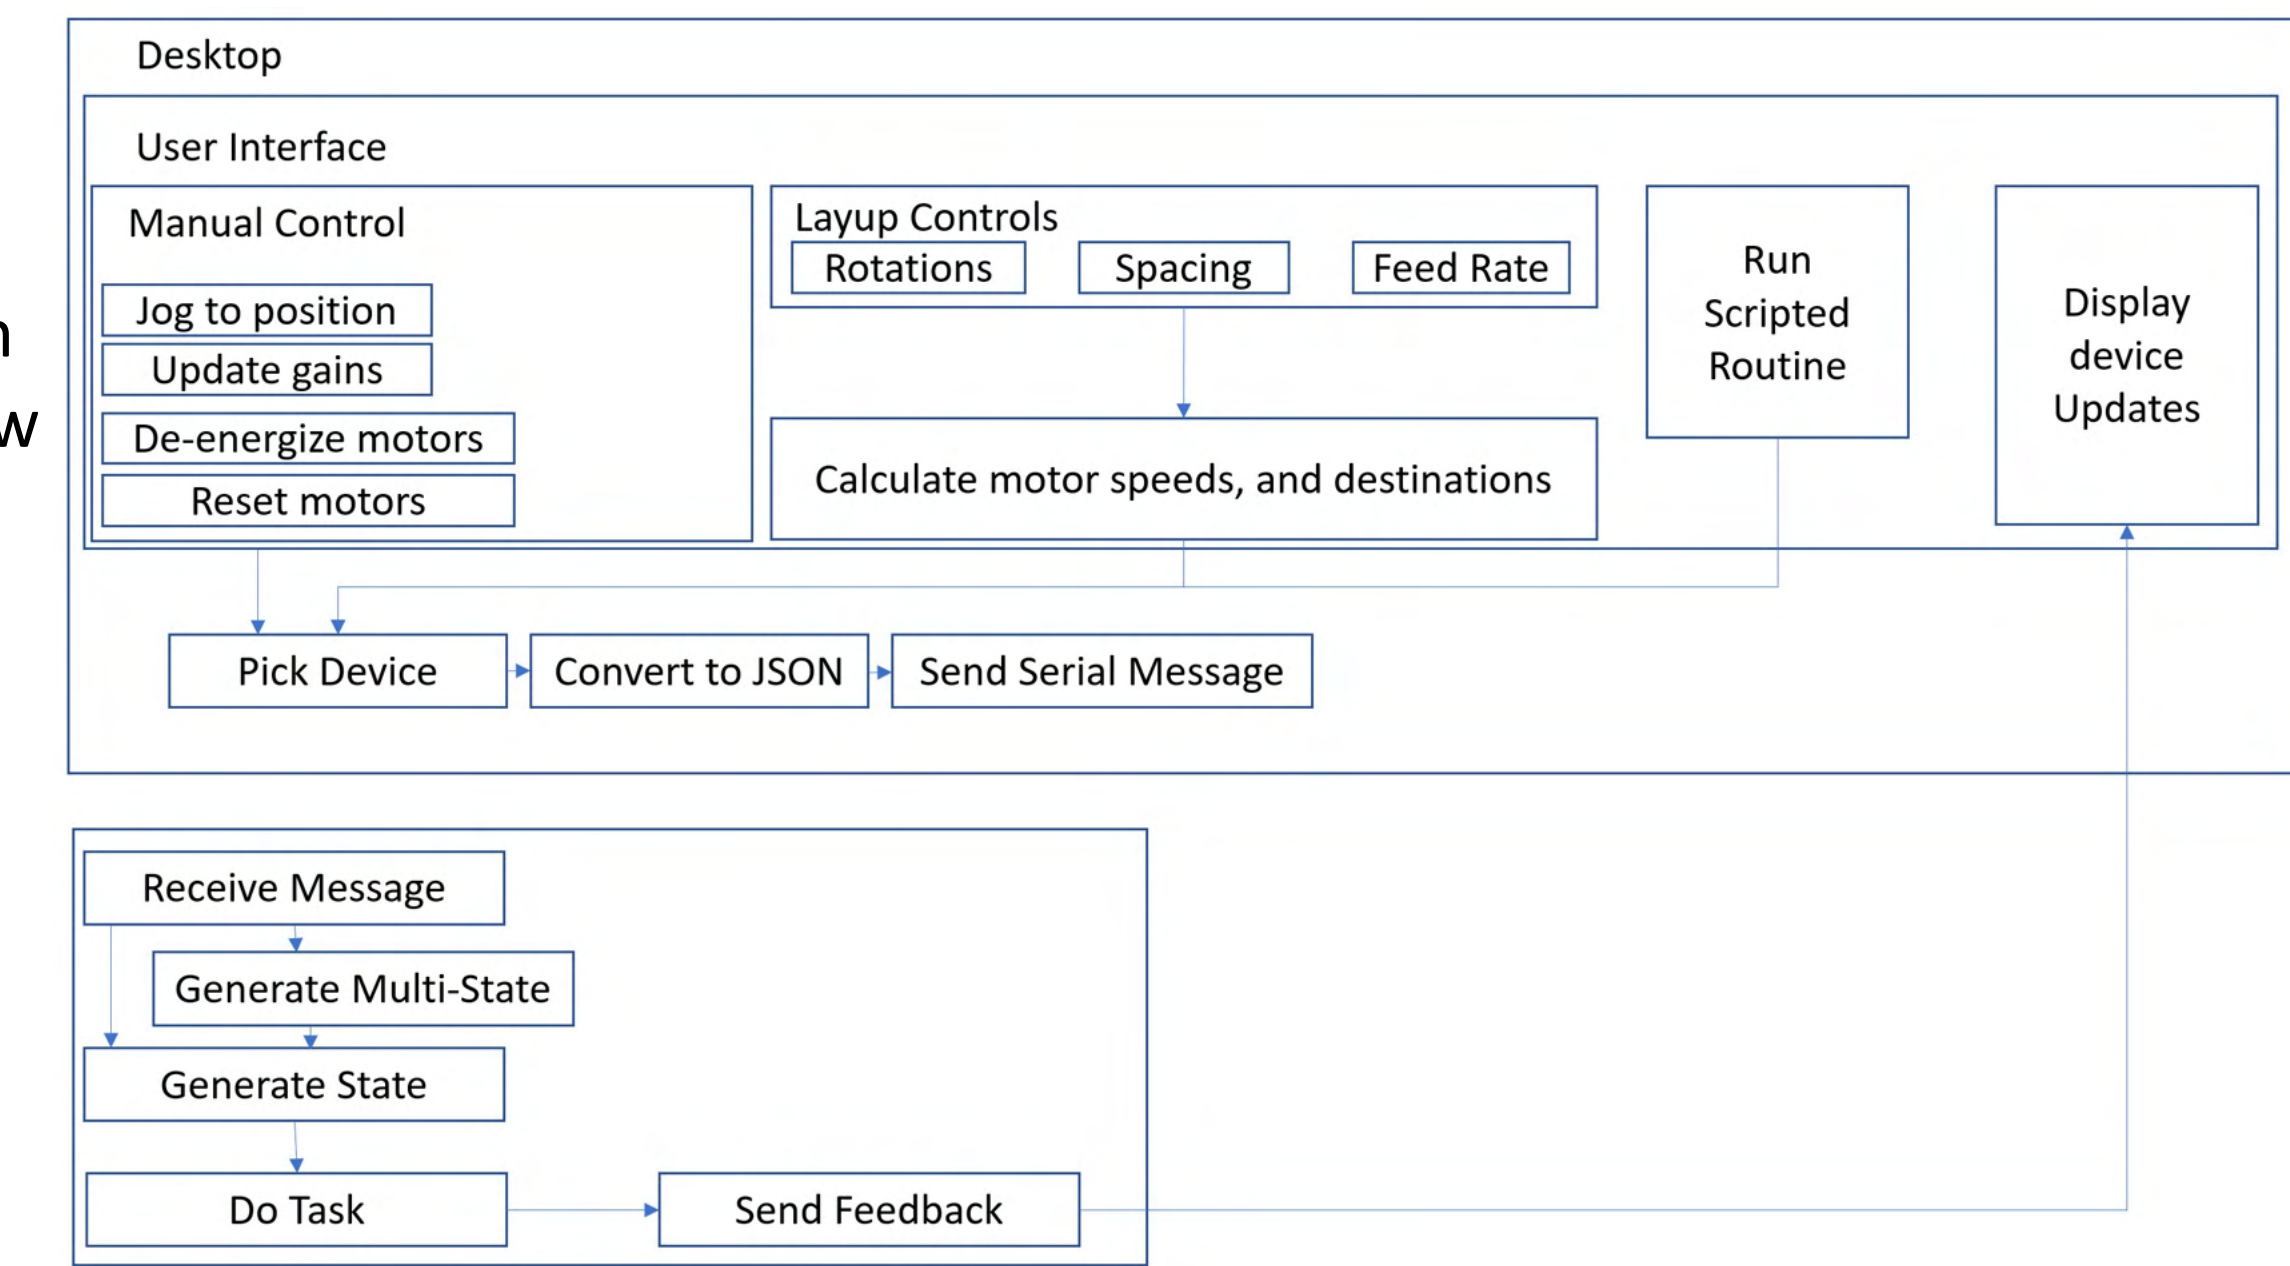 Desktop
User Interface
Manual Control
Jog to position
Update gains
De-energize motors
Reset motors
Layup Controls
Rotations
Spacing
Feed Rate
Calculate motor speeds, and destinations
Run
Scripted
Routine
Display
device
Updates
Pick Device
Convert to JSON
Send Serial Message
Receive Message
Generate Multi-State
Generate State
Do Task
Send Feedback